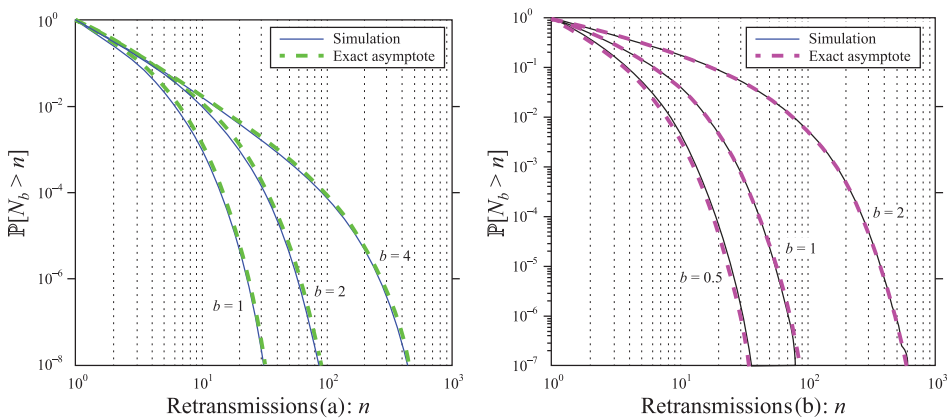 10^0
10^-2
10^-4
10^-6
10^-8
10^0
10^1
10^2
10^3
ℙ[N_b > n]
Retransmissions (a): n
Simulation
Exact asymptote
b = 1
b = 2
b = 4
10^0
10^-1
10^-2
10^-3
10^-4
10^-5
10^-6
10^-7
10^0
10^1
10^2
10^3
ℙ[N_b > n]
Retransmissions (b): n
Simulation
Exact asymptote
b = 0.5
b = 1
b = 2